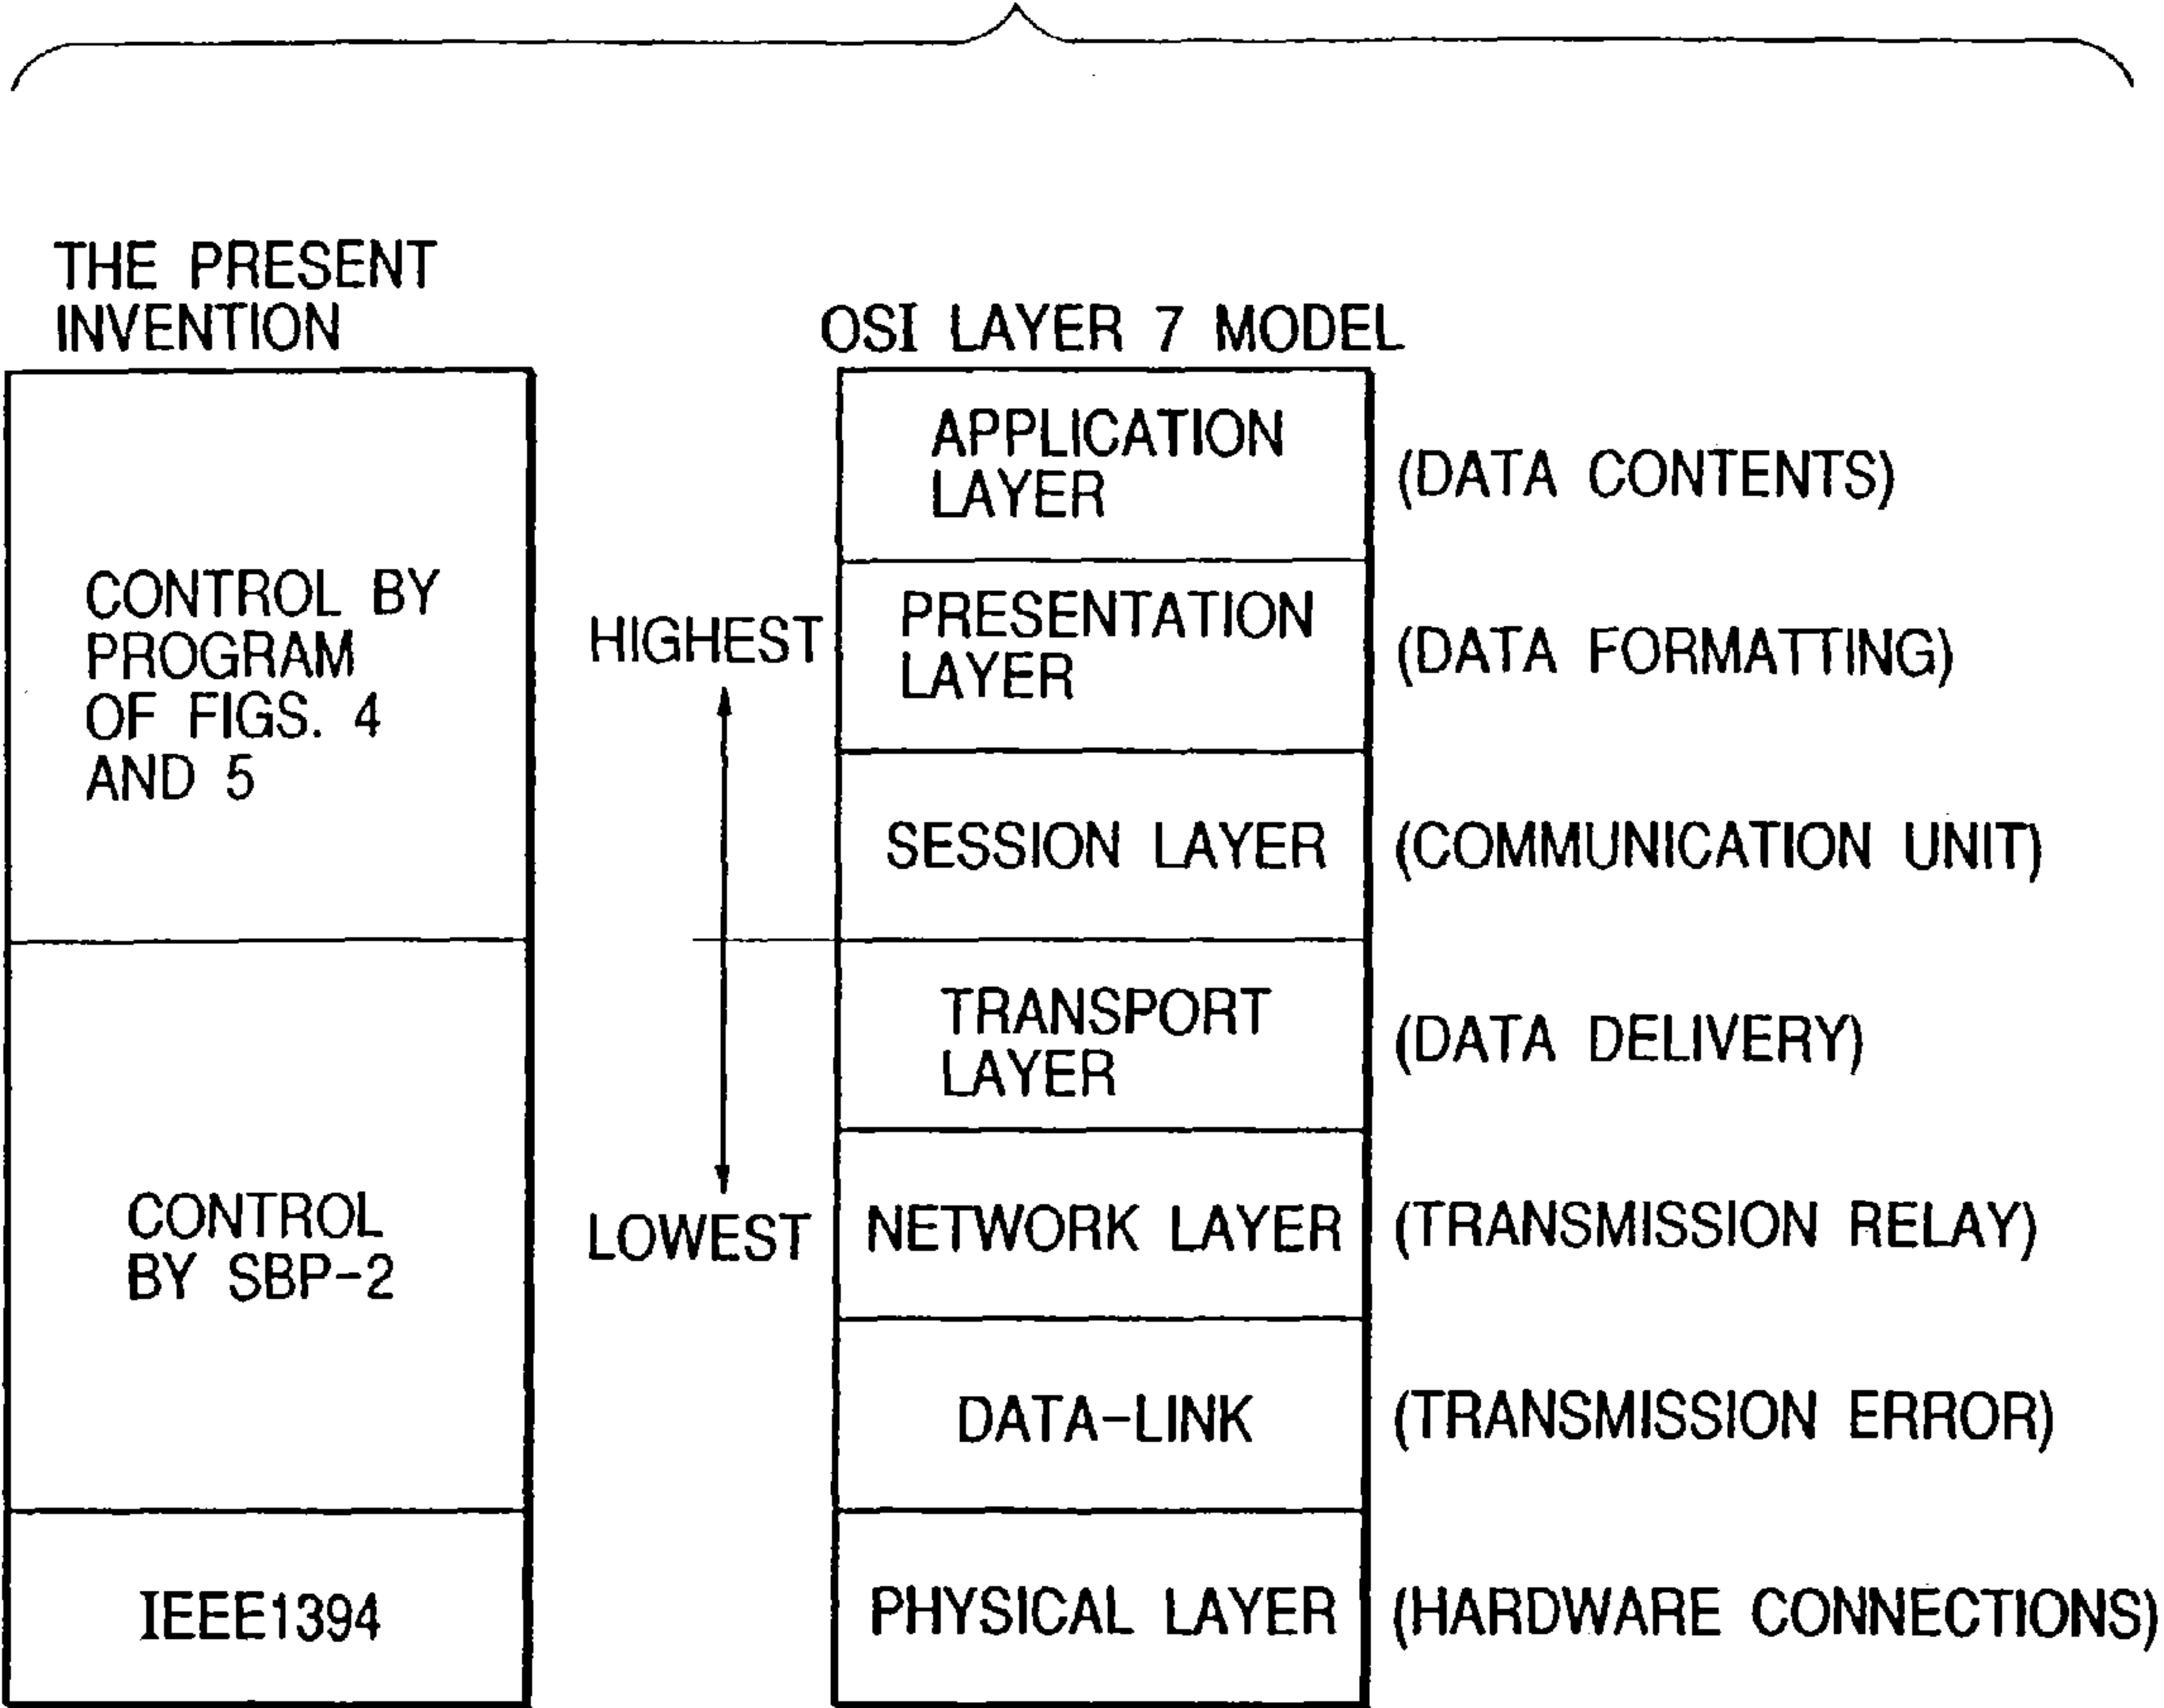 THE PRESENT
INVENTION
CONTROL BY
PROGRAM
OF FIGS. 4
AND 5
CONTROL
BY SBP-2
IEEE1394
HIGHEST
LOWEST
OSI LAYER 7 MODEL
APPLICATION
LAYER
(DATA CONTENTS)
PRESENTATION
LAYER
(DATA FORMATTING)
SESSION LAYER
(COMMUNICATION UNIT)
TRANSPORT
LAYER
(DATA DELIVERY)
NETWORK LAYER
(TRANSMISSION RELAY)
DATA-LINK
(TRANSMISSION ERROR)
PHYSICAL LAYER
(HARDWARE CONNECTIONS)